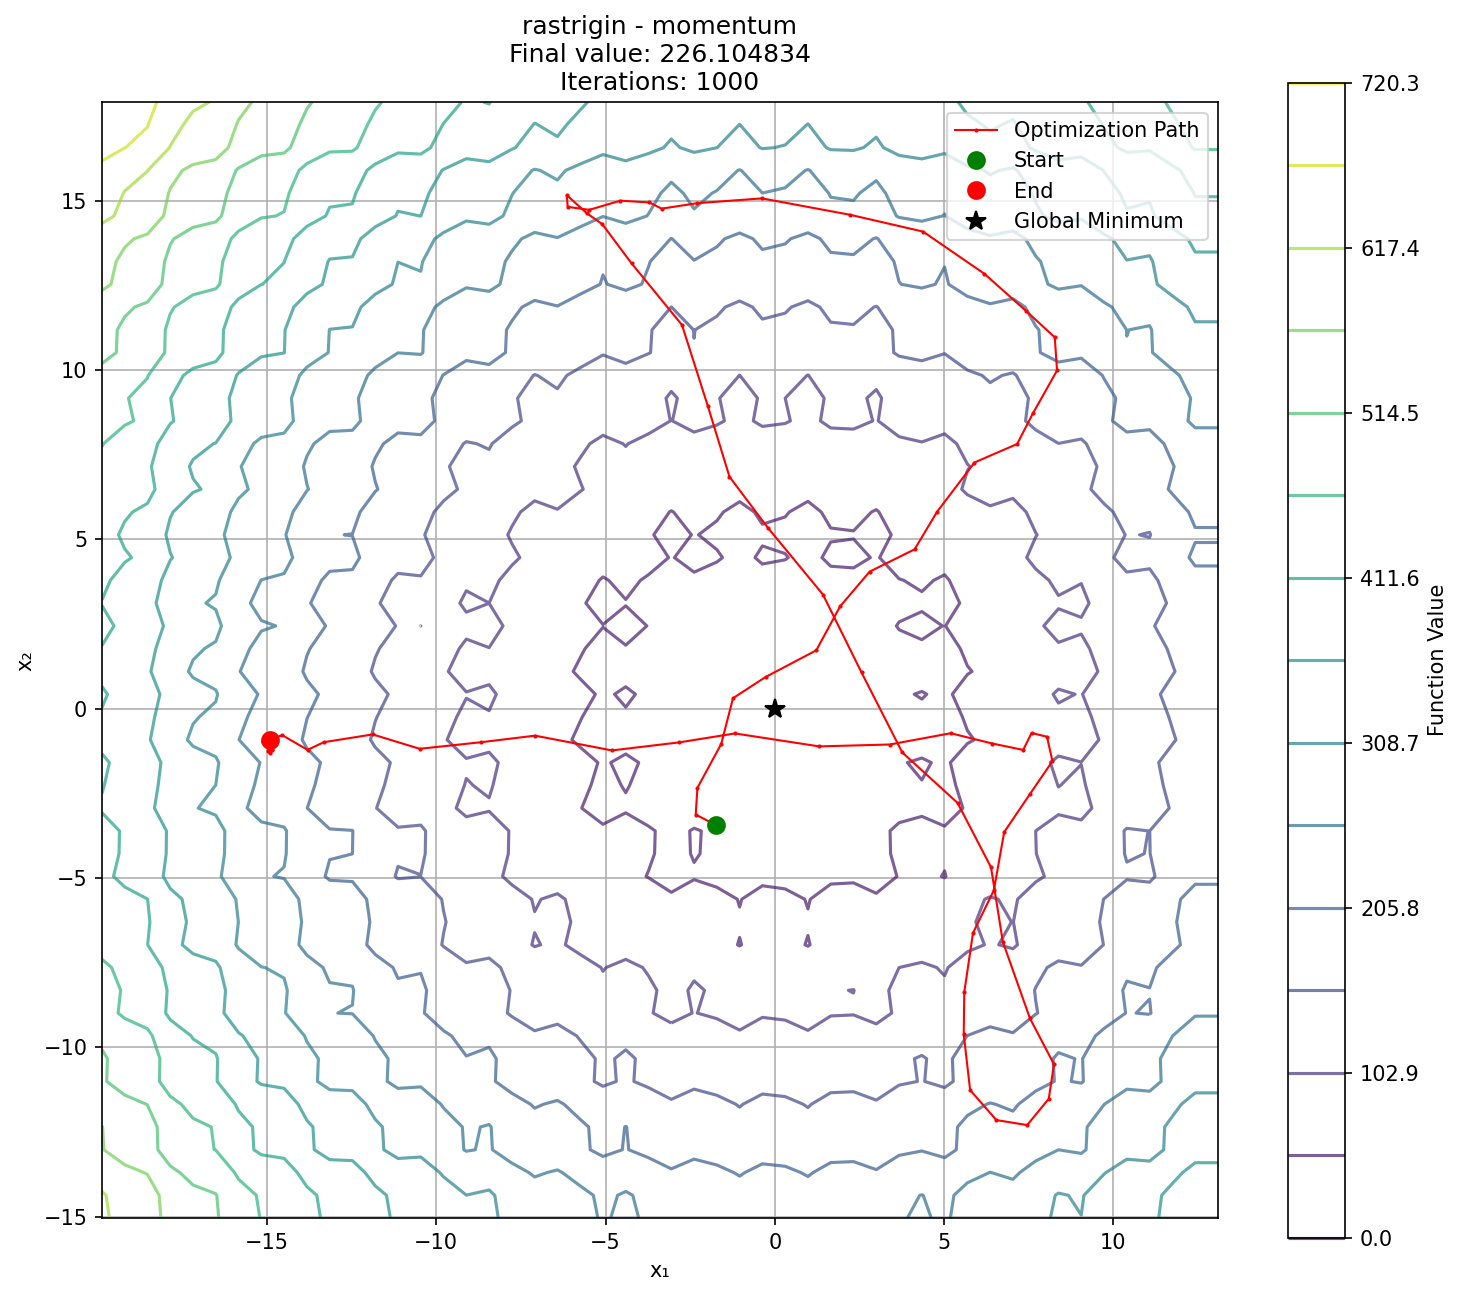 rastrigin - momentum
Final value: 226.104834
Iterations: 1000
Optimization Path
Start
End
Global Minimum
15
10
5
0
−5
−10
−15
x₂
−15
−10
−5
0
5
10
x₁
720.3
617.4
514.5
411.6
308.7
205.8
102.9
0.0
Function Value